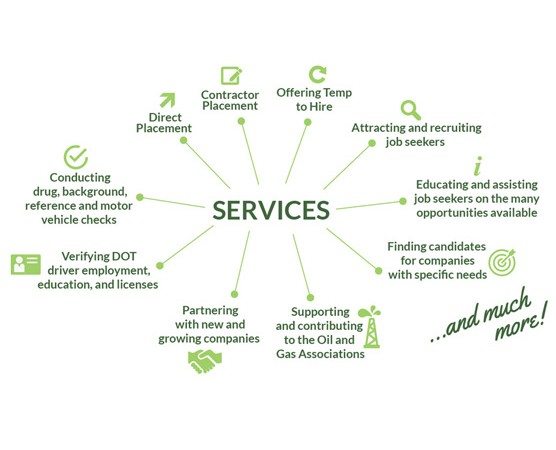 Direct
Placement
Contractor
Placement
Offering Temp
to Hire
Attracting and recruiting
job seekers
Educating and assisting
job seekers on the many
opportunities available
Finding candidates
for companies
with specific needs
Supporting
and contributing
to the Oil and
Gas Associations
Partnering
with new and
growing companies
Verifying DOT
driver employment,
education, and licenses
Conducting
drug, background,
reference and motor
vehicle checks
SERVICES
...and much
more!